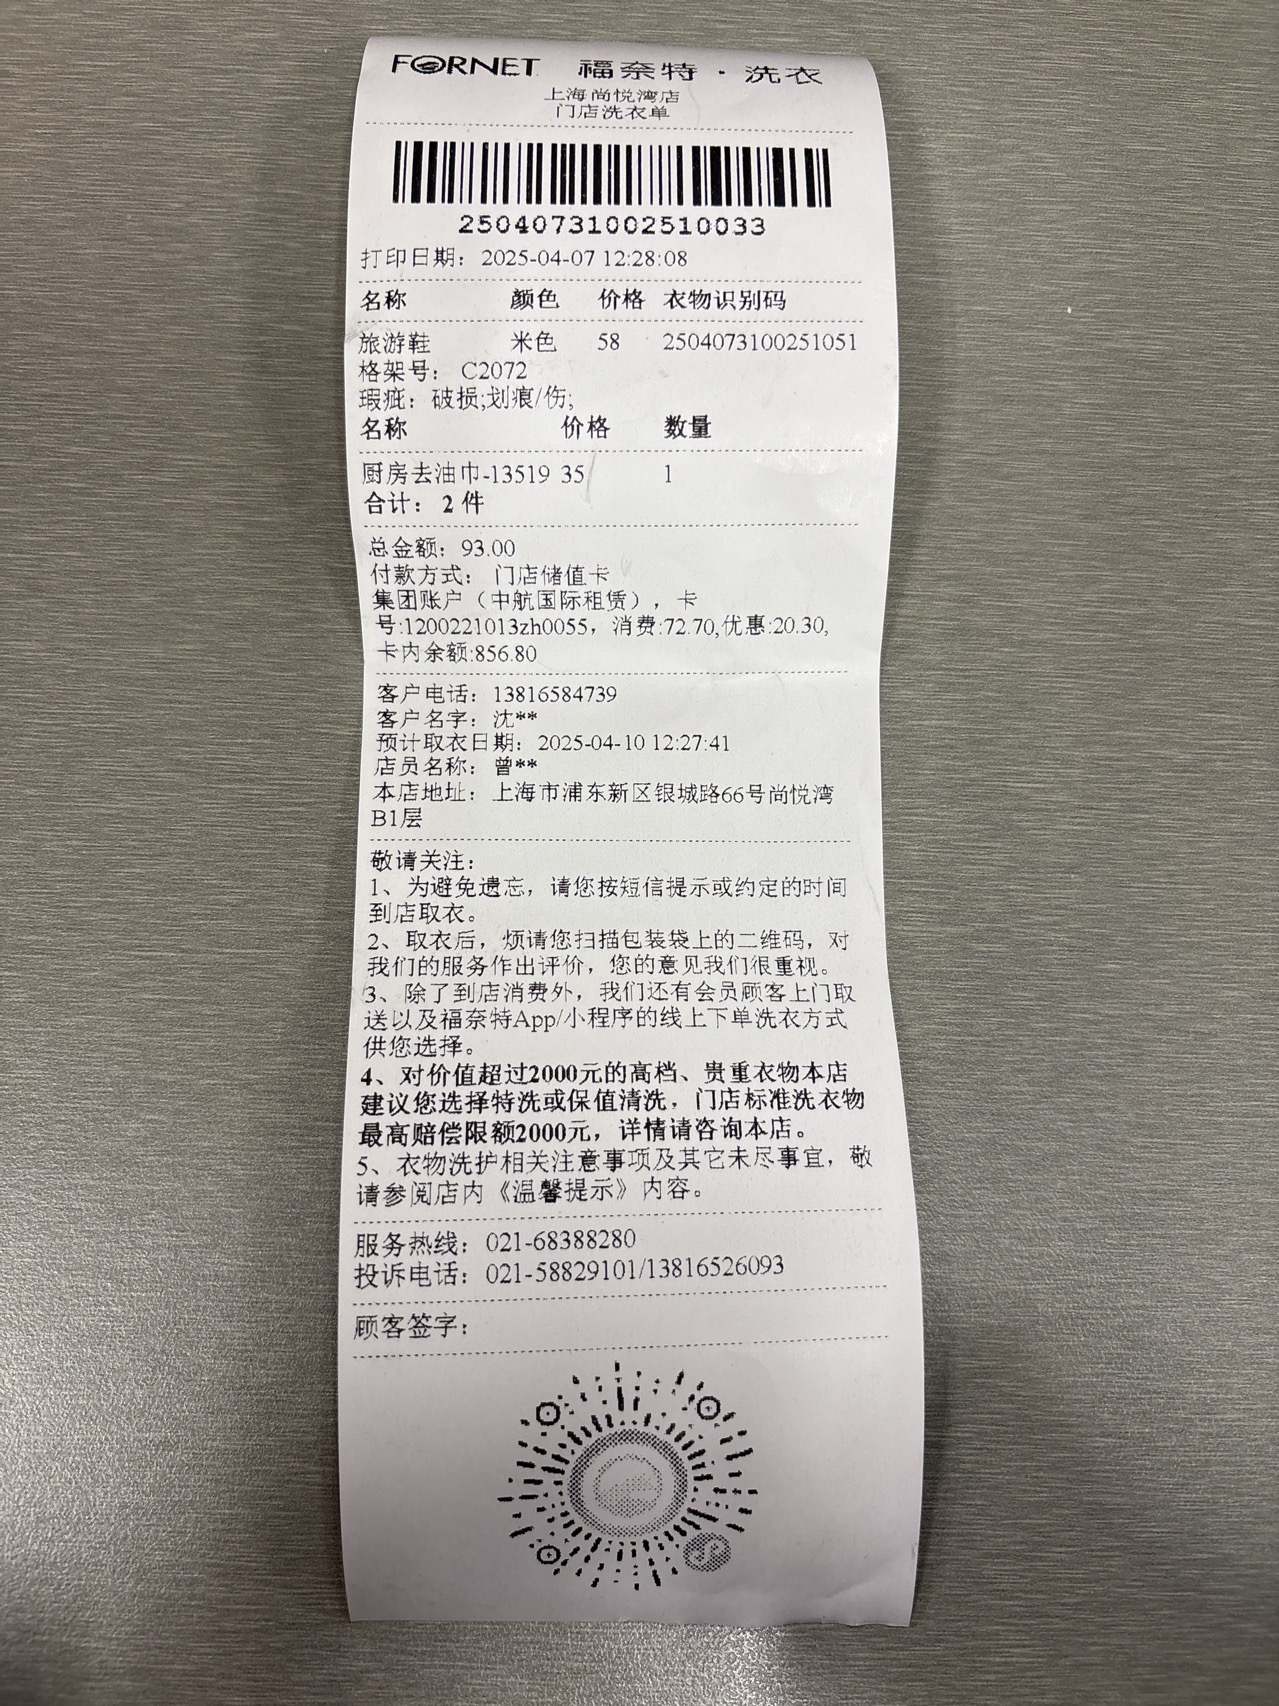 FORNET 福奈特·洗衣
上海尚悦湾店
门店洗衣单
25040731002510033
打印日期：2025-04-07 12:28:08
名称 颜色 价格 衣物识别码
旅游鞋 米色 58 2504073100251051
格架号： C2072
瑕疵：破损;划痕/伤;
名称 价格 数量
厨房去油巾-13519 35 1
合计：2 件
总金额：93.00
付款方式： 门店储值卡
集团账户（中航国际租赁），卡
号:1200221013zh0055，消费:72.70,优惠:20.30,
卡内余额:856.80
客户电话：13816584739
客户名字：沈**
预计取衣日期：2025-04-10 12:27:41
店员名称：曾**
本店地址：上海市浦东新区银城路66号尚悦湾
B1层
敬请关注：
1、为避免遗忘，请您按短信提示或约定的时间
到店取衣。
2、取衣后，烦请您扫描包装袋上的二维码，对
我们的服务作出评价，您的意见我们很重视。
3、除了到店消费外，我们还有会员顾客上门取
送以及福奈特App/小程序的线上下单洗衣方式
供您选择。
4、对价值超过2000元的高档、贵重衣物本店
建议您选择特洗或保值清洗，门店标准洗衣物
最高赔偿限额2000元，详情请咨询本店。
5、衣物洗护相关注意事项及其它未尽事宜，敬
请参阅店内《温馨提示》内容。
服务热线：021-68388280
投诉电话：021-58829101/13816526093
顾客签字：